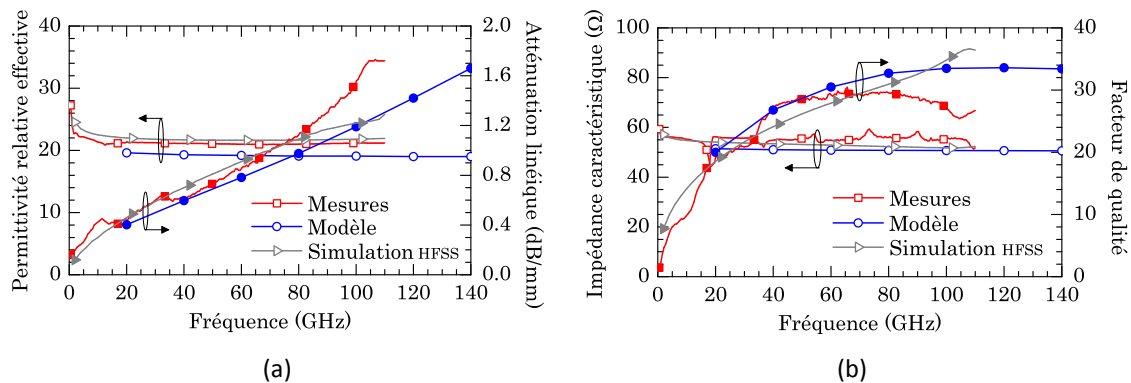 40
30
20
10
0
Permittivité relative effective
2.0
1.6
1.2
0.8
0.4
0.0
Atténuation linéique (dB/mm)
Mesures
Modèle
Simulation HFSS
0 20 40 60 80 100 120 140
Fréquence (GHz)
(a)
100
80
60
40
20
0
Impédance caractéristique (Ω)
40
30
20
10
0
Facteur de qualité
Mesures
Modèle
Simulation HFSS
0 20 40 60 80 100 120 140
Fréquence (GHz)
(b)